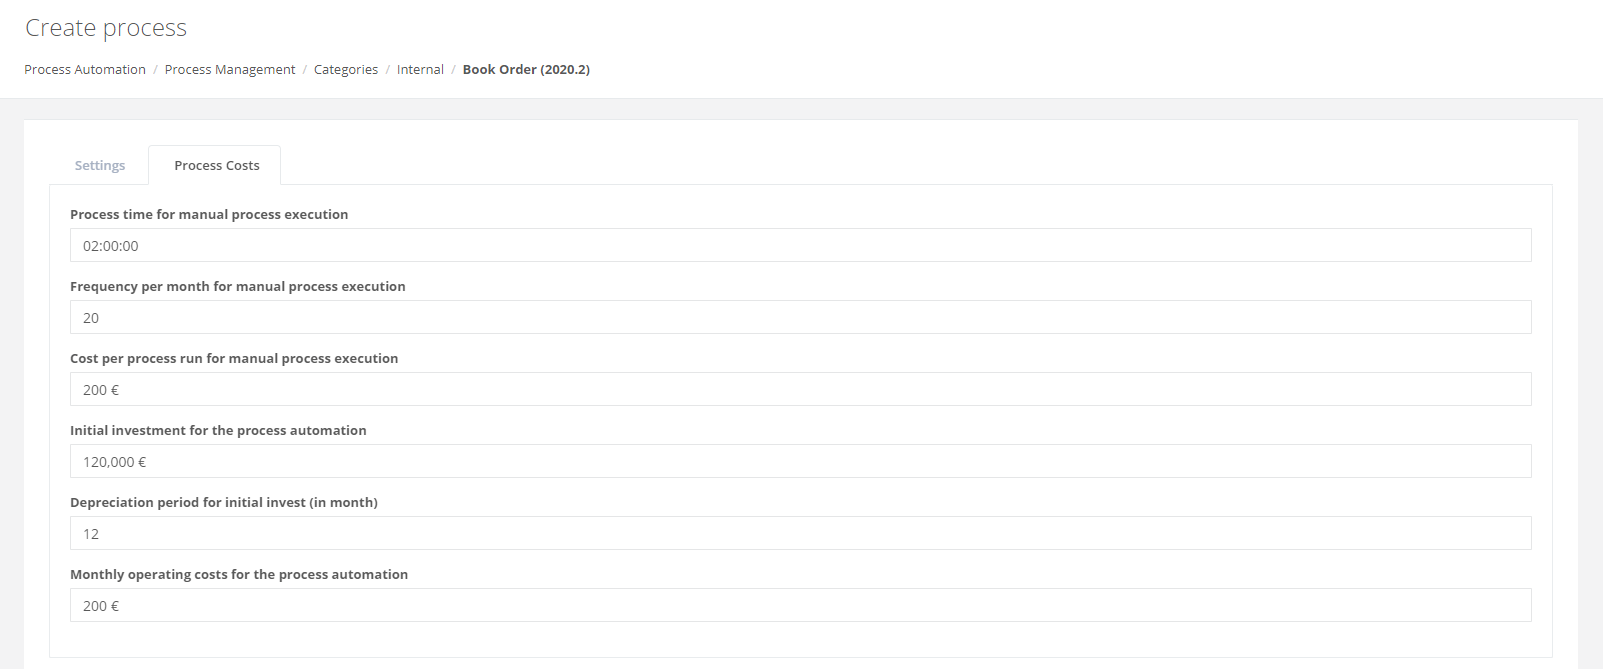 Create process
Process Automation / Process Management / Categories / Internal / Book Order (2020.2)
Settings
Process Costs
Process time for manual process execution
02:00:00
Frequency per month for manual process execution
20
Cost per process run for manual process execution
200 €
Initial investment for the process automation
120,000 €
Depreciation period for initial invest (in month)
12
Monthly operating costs for the process automation
200 €